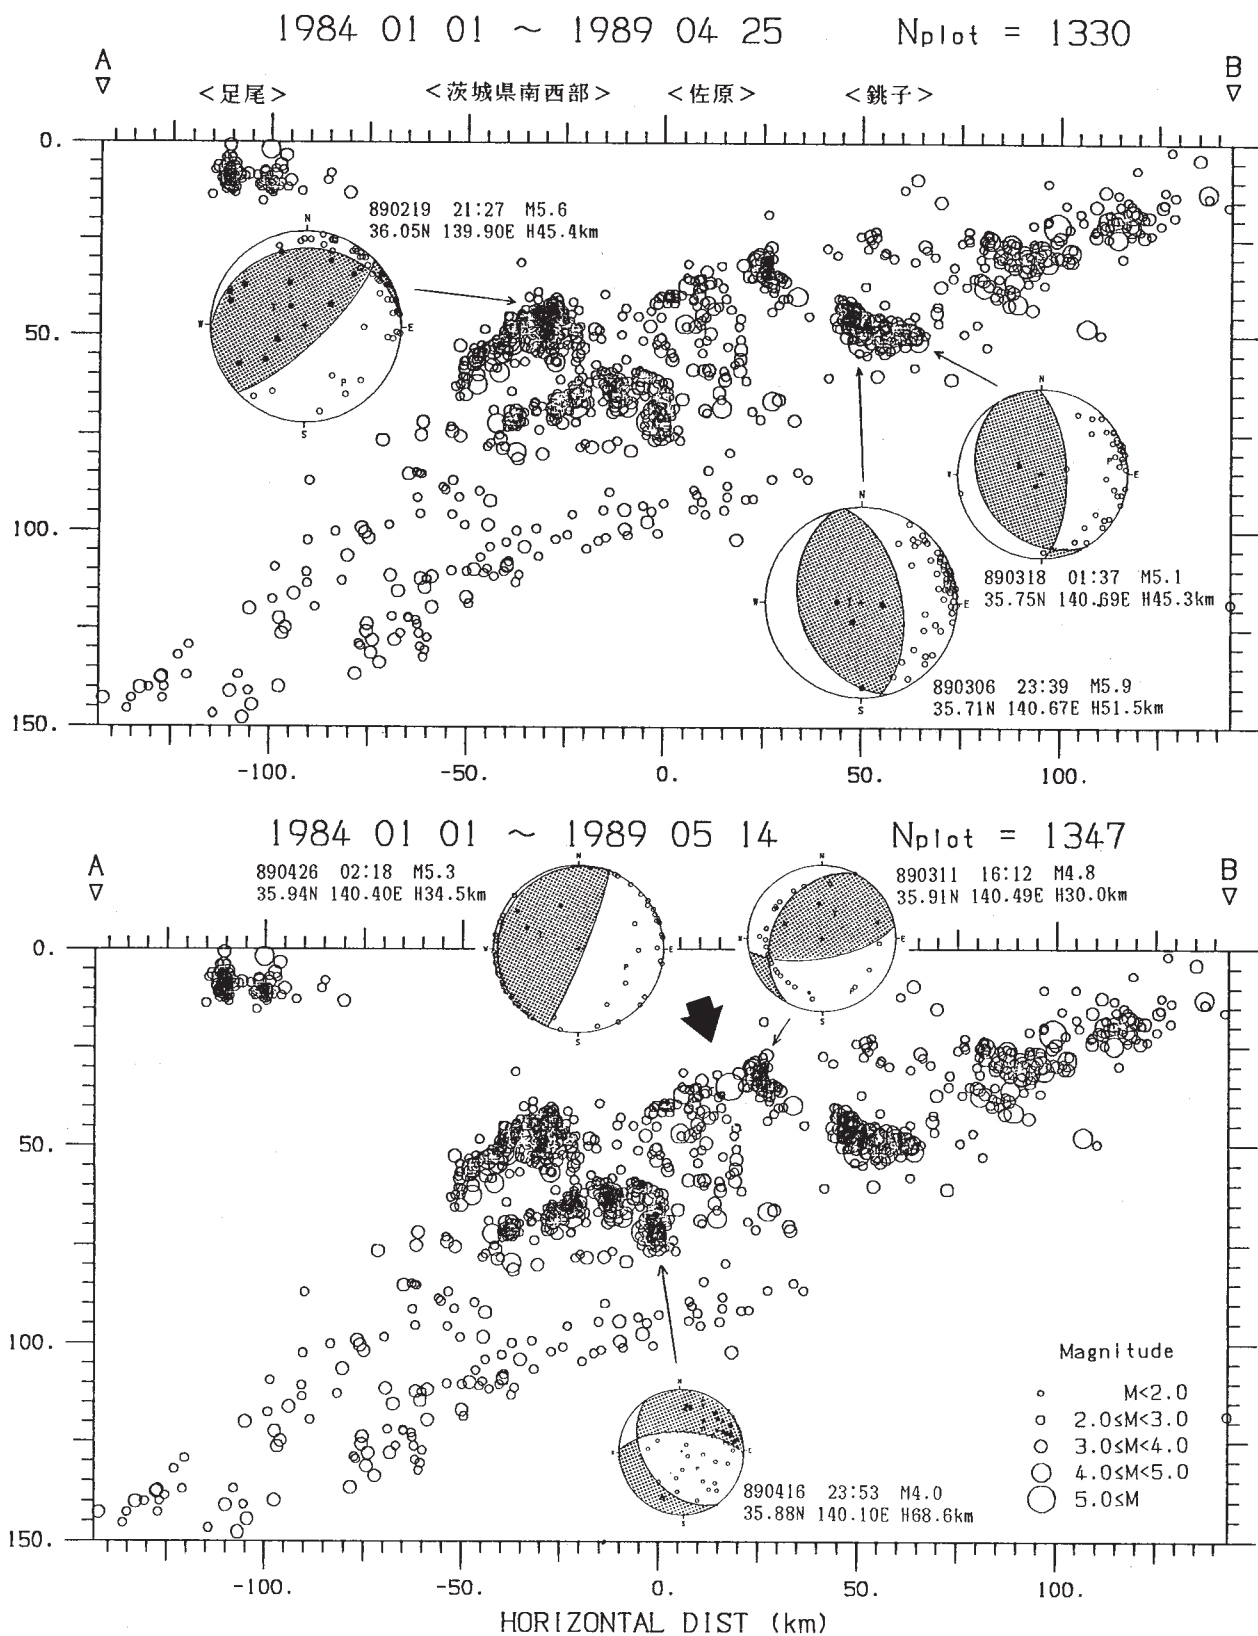 1984 01 01 ~ 1989 04 25 Nplot = 1330
A B
<足尾> <茨城県南西部> <佐原> <銚子>
0.
890219 21:27 M5.6
36.05N 139.90E H45.4km
N
W E
P
S
50.
N
W P E
S
890318 01:37 M5.1
35.75N 140.69E H45.3km
100.
N
W T E
S
890306 23:39 M5.9
35.71N 140.67E H51.5km
150.
-100. -50. 0. 50. 100.
1984 01 01 ~ 1989 05 14 Nplot = 1347
A B
890426 02:18 M5.3
35.94N 140.40E H34.5km
N
W E
P
S
890311 16:12 M4.8
35.91N 140.49E H30.0km
N
W E
S
0.
50.
100.
N
E
P
S
890416 23:53 M4.0
35.88N 140.10E H68.6km
Magnitude
M<2.0
2.0≤M<3.0
3.0≤M<4.0
4.0≤M<5.0
5.0≤M
150.
-100. -50. 0. 50. 100.
HORIZONTAL DIST (km)